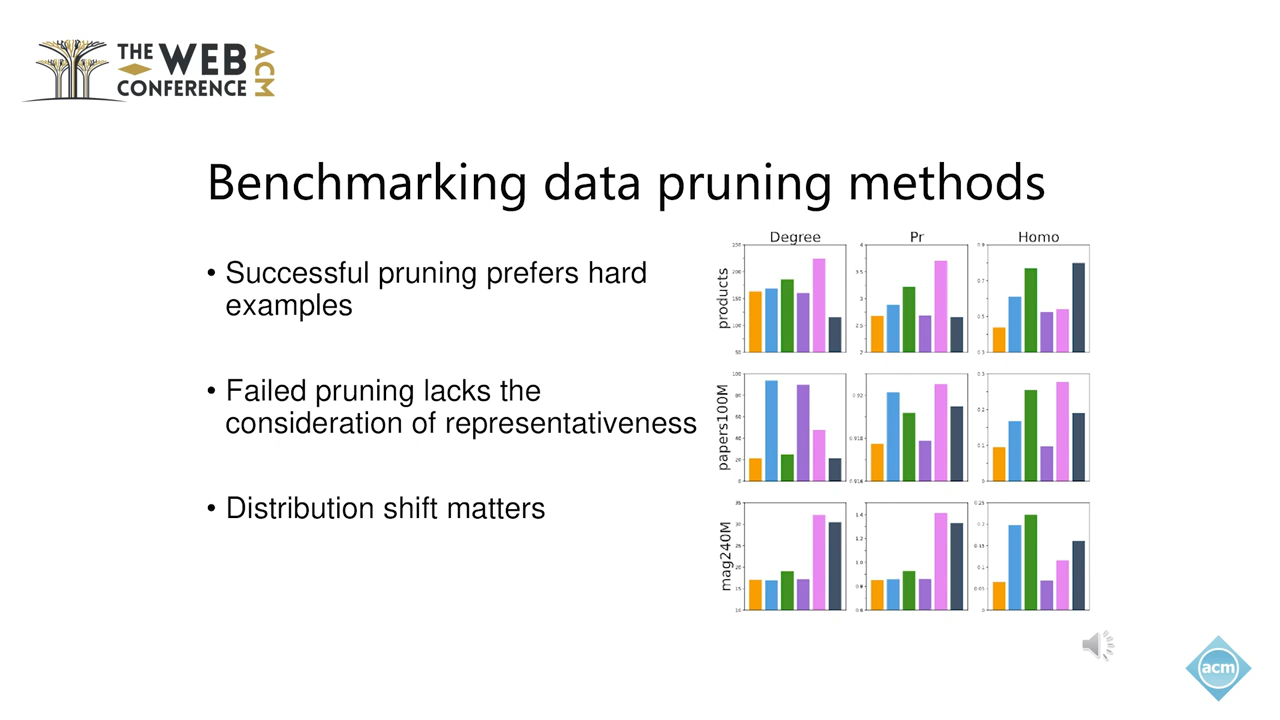 THE WEB
CONFERENCE
ACM
Benchmarking data pruning methods
• Successful pruning prefers hard
examples
• Failed pruning lacks the
consideration of representativeness
• Distribution shift matters
Degree Pr Homo
products
papers100M
mag240M
acm